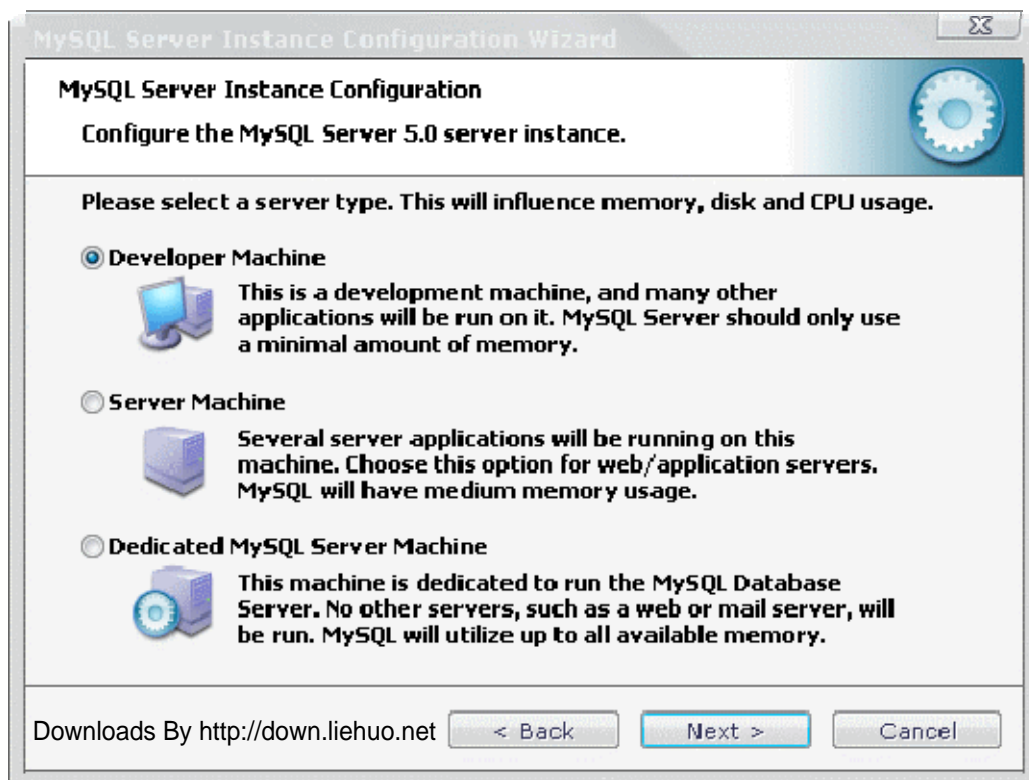 MySQL Server Instance Configuration Wizard
MySQL Server Instance Configuration
Configure the MySQL Server 5.0 server instance.
Please select a server type. This will influence memory, disk and CPU usage.
Developer Machine
This is a development machine, and many other
applications will be run on it. MySQL Server should only use
a minimal amount of memory.
Server Machine
Several server applications will be running on this
machine. Choose this option for web/application servers.
MySQL will have medium memory usage.
Dedicated MySQL Server Machine
This machine is dedicated to run the MySQL Database
Server. No other servers, such as a web or mail server, will
be run. MySQL will utilize up to all available memory.
Downloads By http://down.liehuo.net
< Back
Next >
Cancel